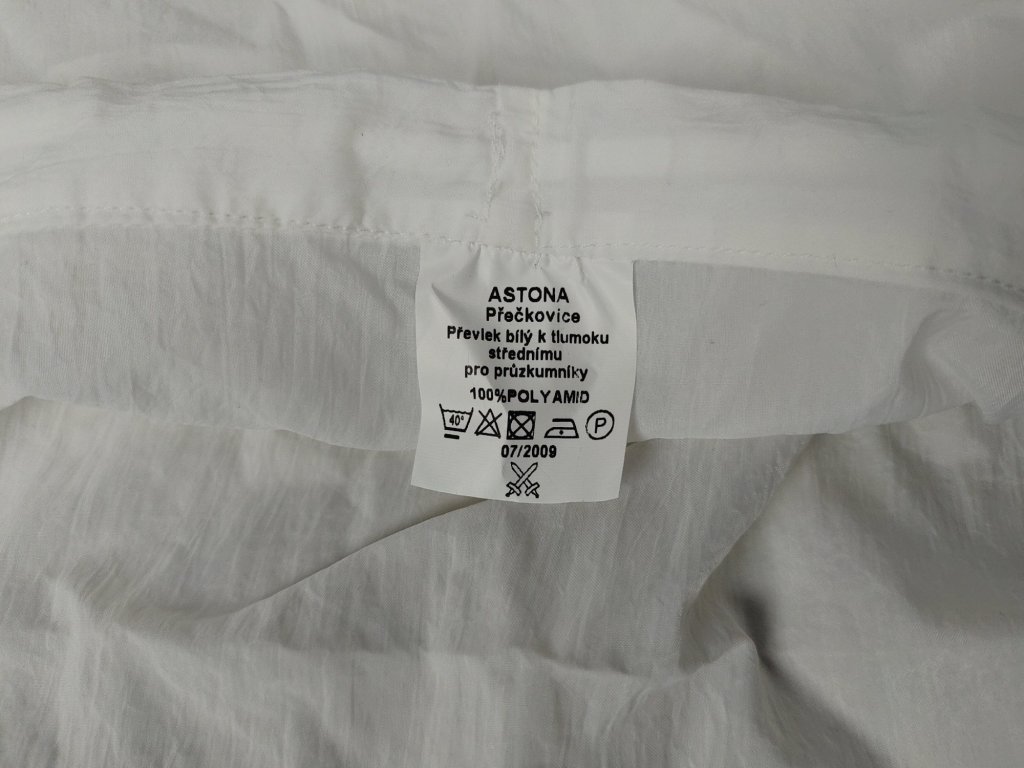 ASTONA
Přečkovice
Převlek bílý k tlumoku
střednímu
pro průzkumníky
100%POLYAMID
40°
P
07/2009